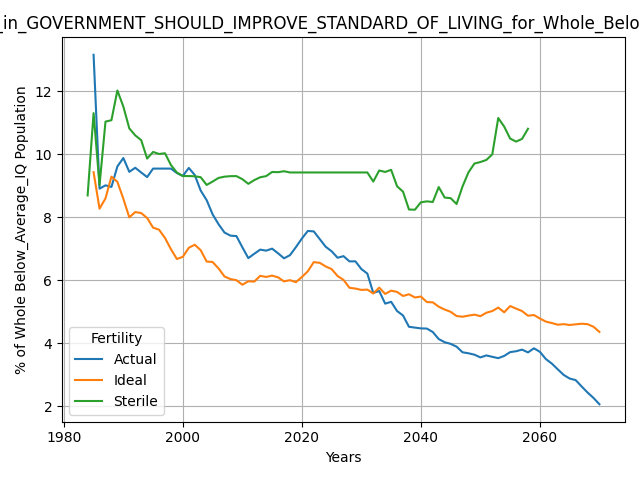 _in_GOVERNMENT_SHOULD_IMPROVE_STANDARD_OF_LIVING_for_Whole_Belo
% of Whole Below_Average_IQ Population
12
10
8
6
4
2
Fertility
Actual
Ideal
Sterile
1980
2000
2020
2040
2060
Years